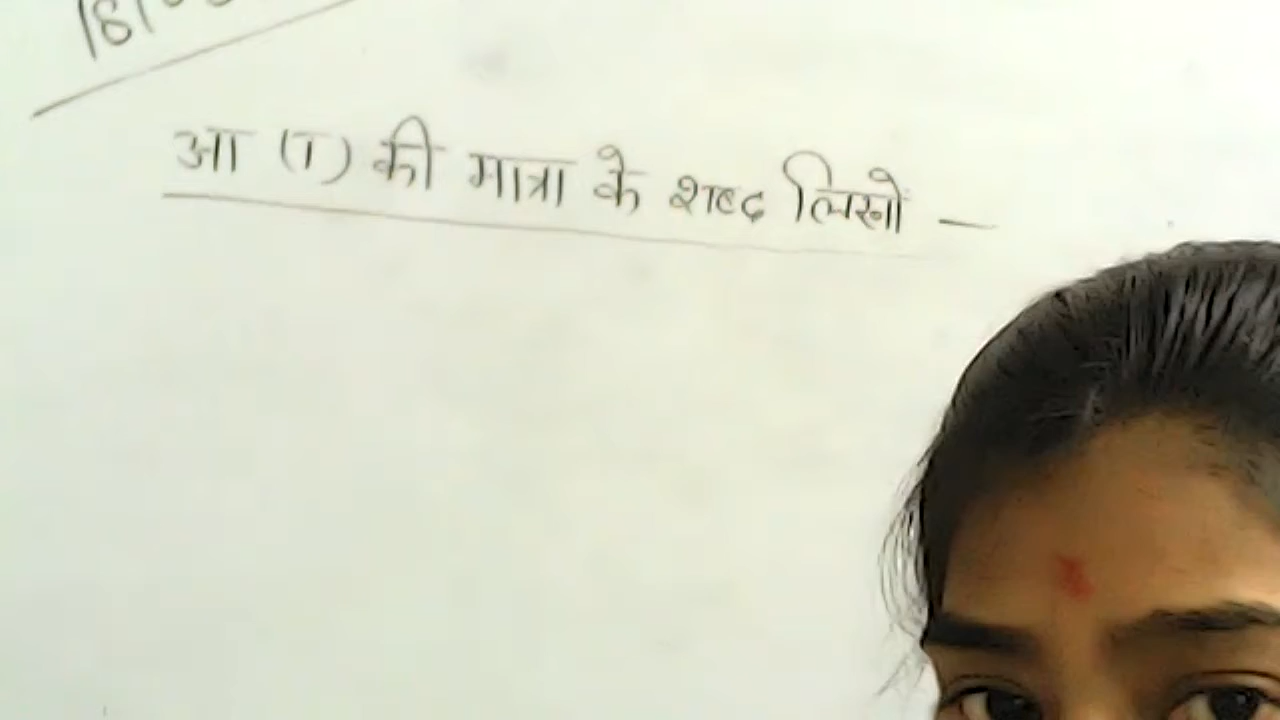 आ (ा) की मात्रा के शब्द लिखो —